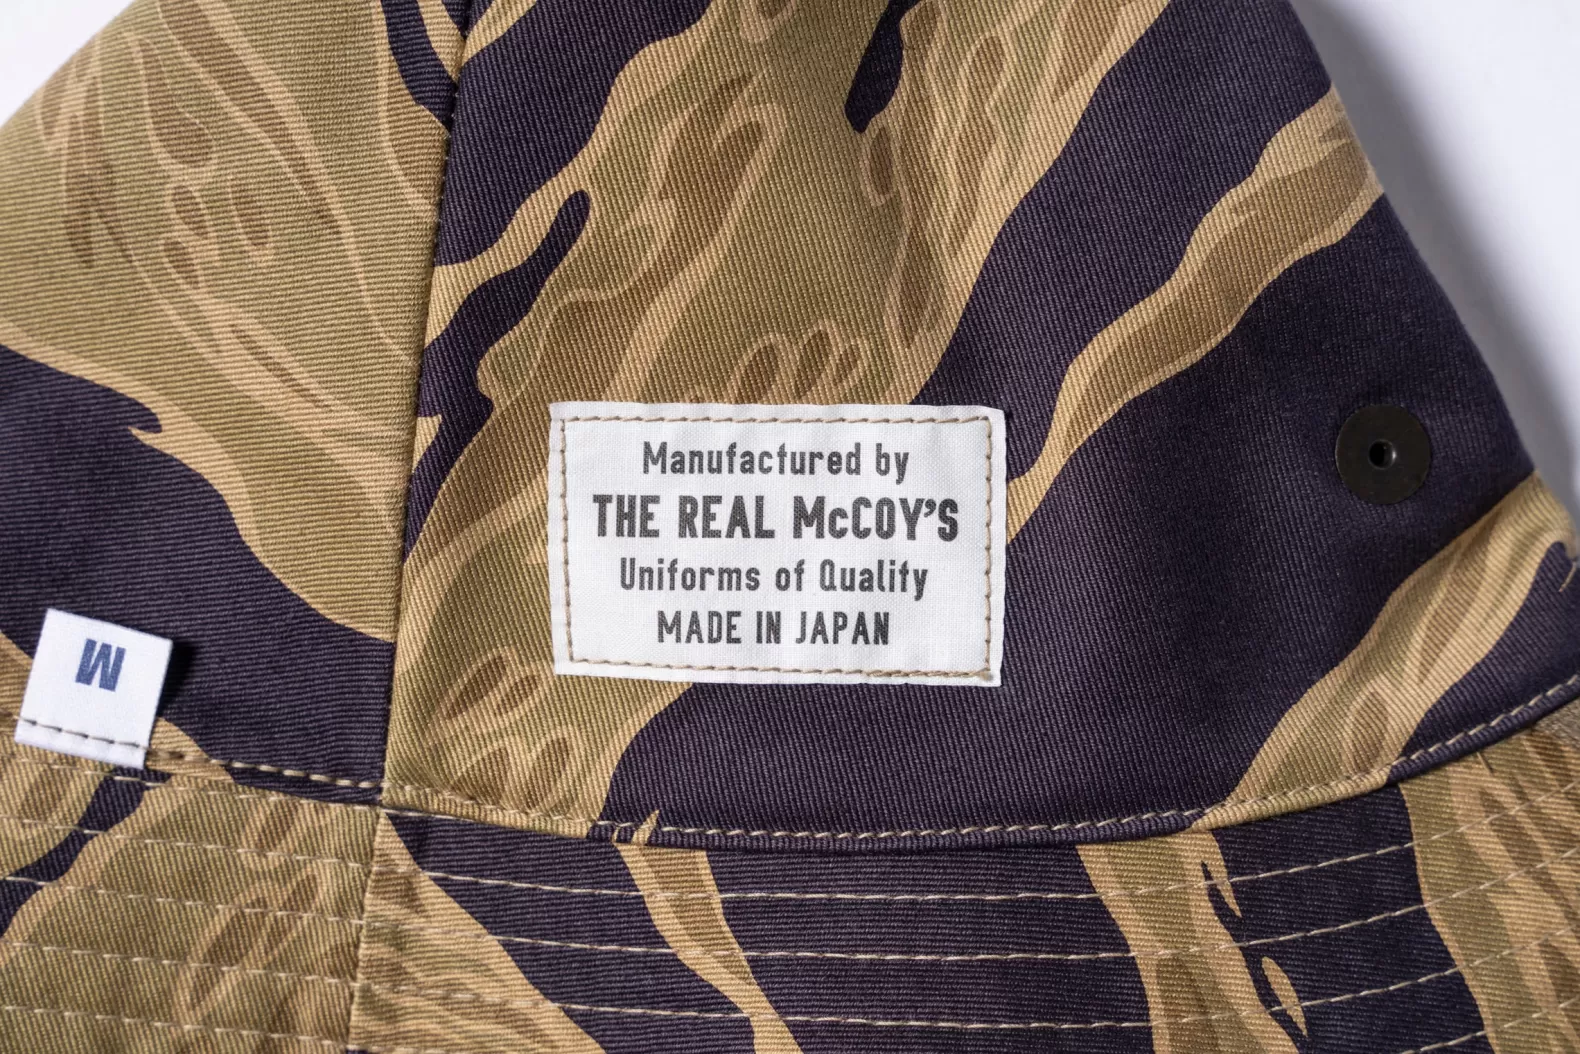 Manufactured by
THE REAL McCOY'S
Uniforms of Quality
MADE IN JAPAN
M